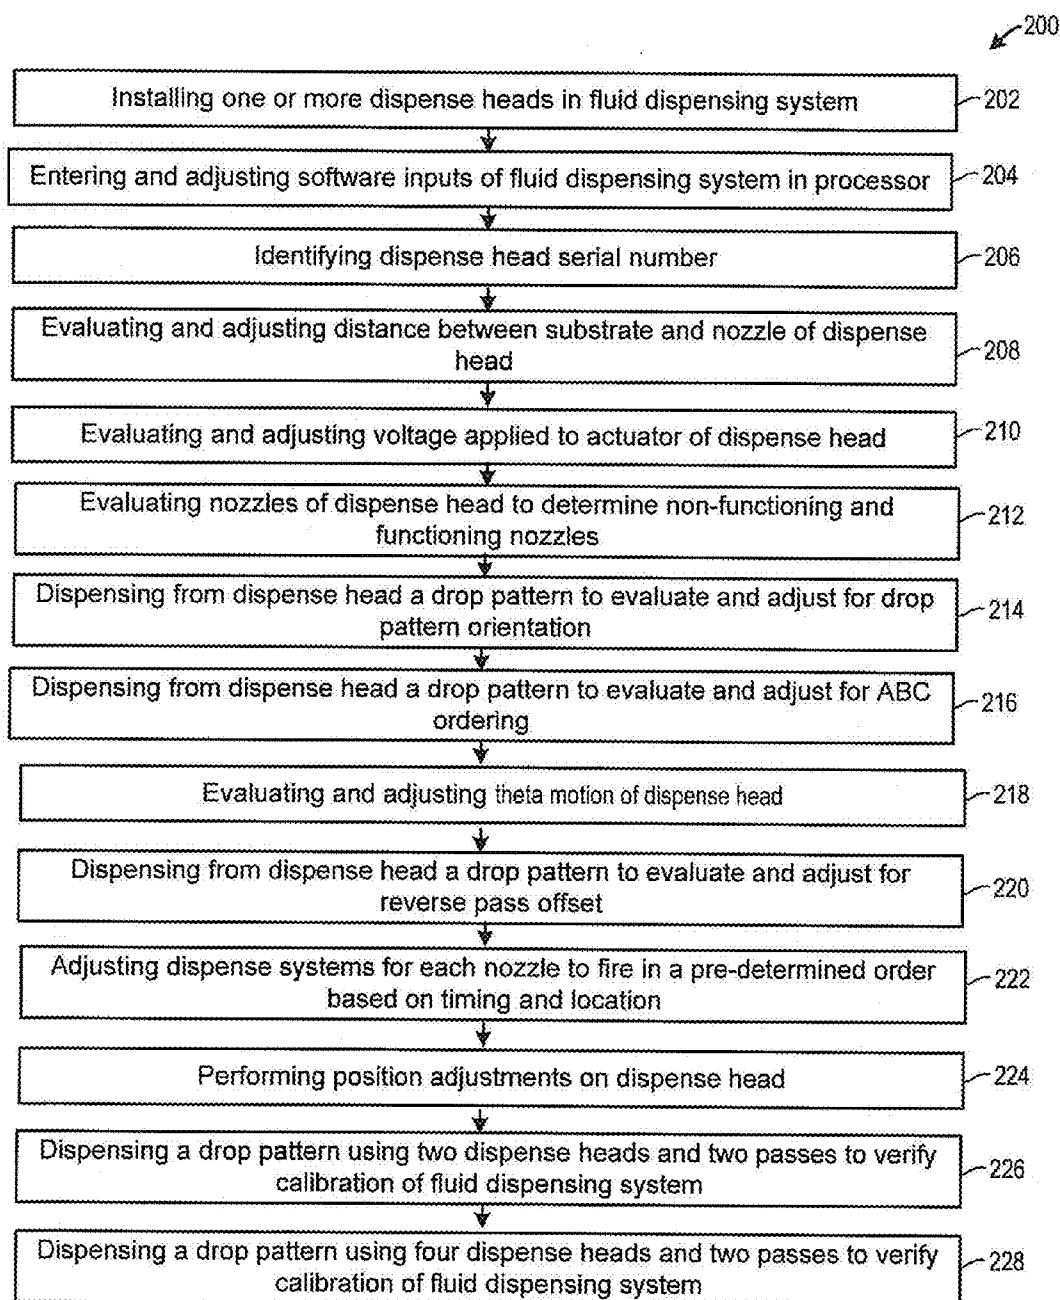 200
Installing one or more dispense heads in fluid dispensing system
202
Entering and adjusting software inputs of fluid dispensing system in processor
204
Identifying dispense head serial number
206
Evaluating and adjusting distance between substrate and nozzle of dispense
head
208
Evaluating and adjusting voltage applied to actuator of dispense head
210
Evaluating nozzles of dispense head to determine non-functioning and
functioning nozzles
212
Dispensing from dispense head a drop pattern to evaluate and adjust for drop
pattern orientation
214
Dispensing from dispense head a drop pattern to evaluate and adjust for ABC
ordering
216
Evaluating and adjusting theta motion of dispense head
218
Dispensing from dispense head a drop pattern to evaluate and adjust for
reverse pass offset
220
Adjusting dispense systems for each nozzle to fire in a pre-determined order
based on timing and location
222
Performing position adjustments on dispense head
224
Dispensing a drop pattern using two dispense heads and two passes to verify
calibration of fluid dispensing system
226
Dispensing a drop pattern using four dispense heads and two passes to verify
calibration of fluid dispensing system
228